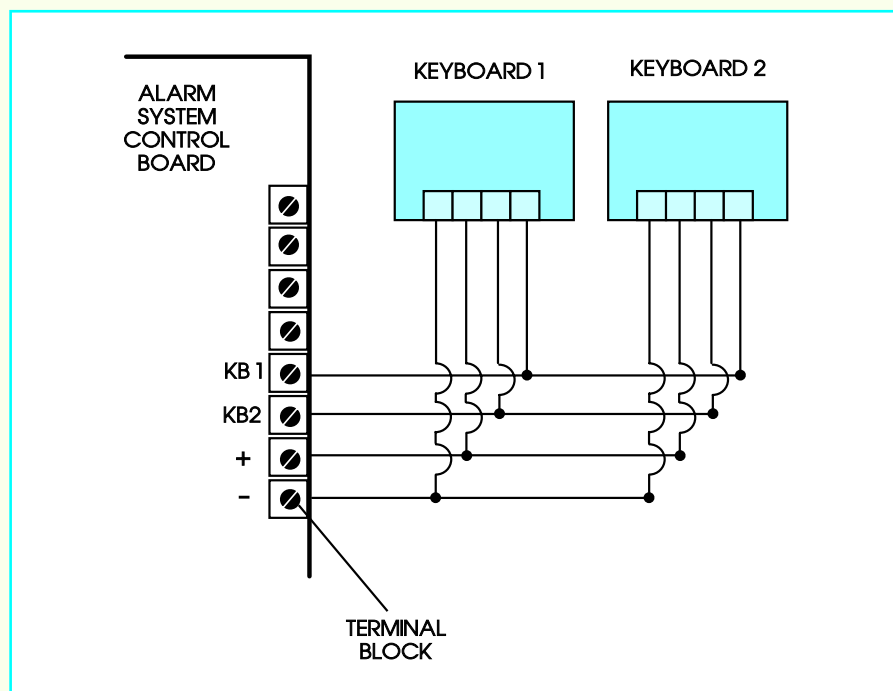 ALARM
SYSTEM
CONTROL
BOARD
KEYBOARD 1
KEYBOARD 2
KB 1
KB2
+
-
TERMINAL
BLOCK